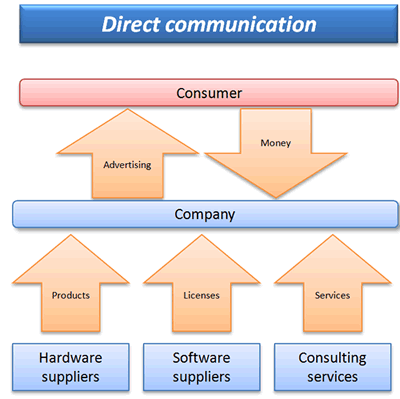 Direct communication
Consumer
Advertising
Money
Company
Products
Licenses
Services
Hardware
suppliers
Software
suppliers
Consulting
services